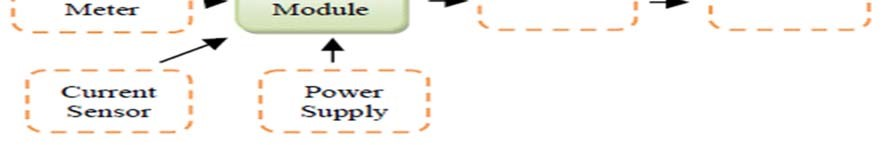 Meter
Module
Current
Sensor
Power
Supply